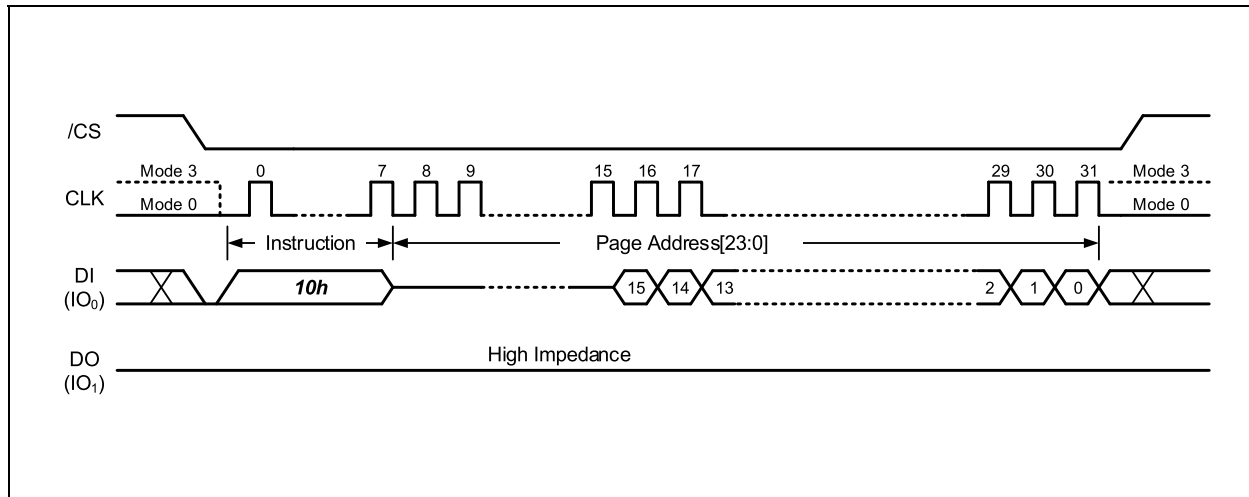 /CS
Mode 3 0 7 8 9 15 16 17 29 30 31 Mode 3
CLK
Mode 0 Mode 0
Instruction Page Address[23:0]
DI
(IO₀)
10h 15 14 13 2 1 0
High Impedance
DO
(IO₁)